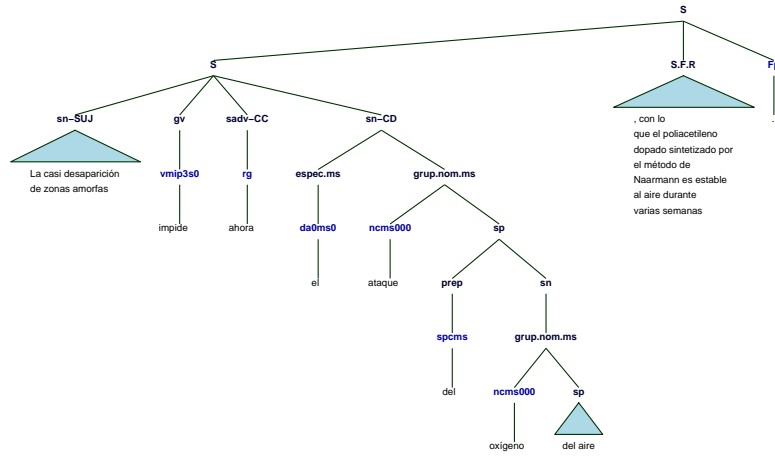 S
S S.F.R
sn–SUJ gv sadv–CC sn–CD
, con lo
que el poliacetileno
dopado sintetizado por
el método de
Naarmann es estable
al aire durante
varias semanas
.
La casi desaparición
de zonas amorfas
vmip3s0 rg espec.ms grup.nom.ms
impide ahora da0ms0 ncms000 sp
el ataque prep sn
spcms grup.nom.ms
del ncms000 sp
oxígeno del aire